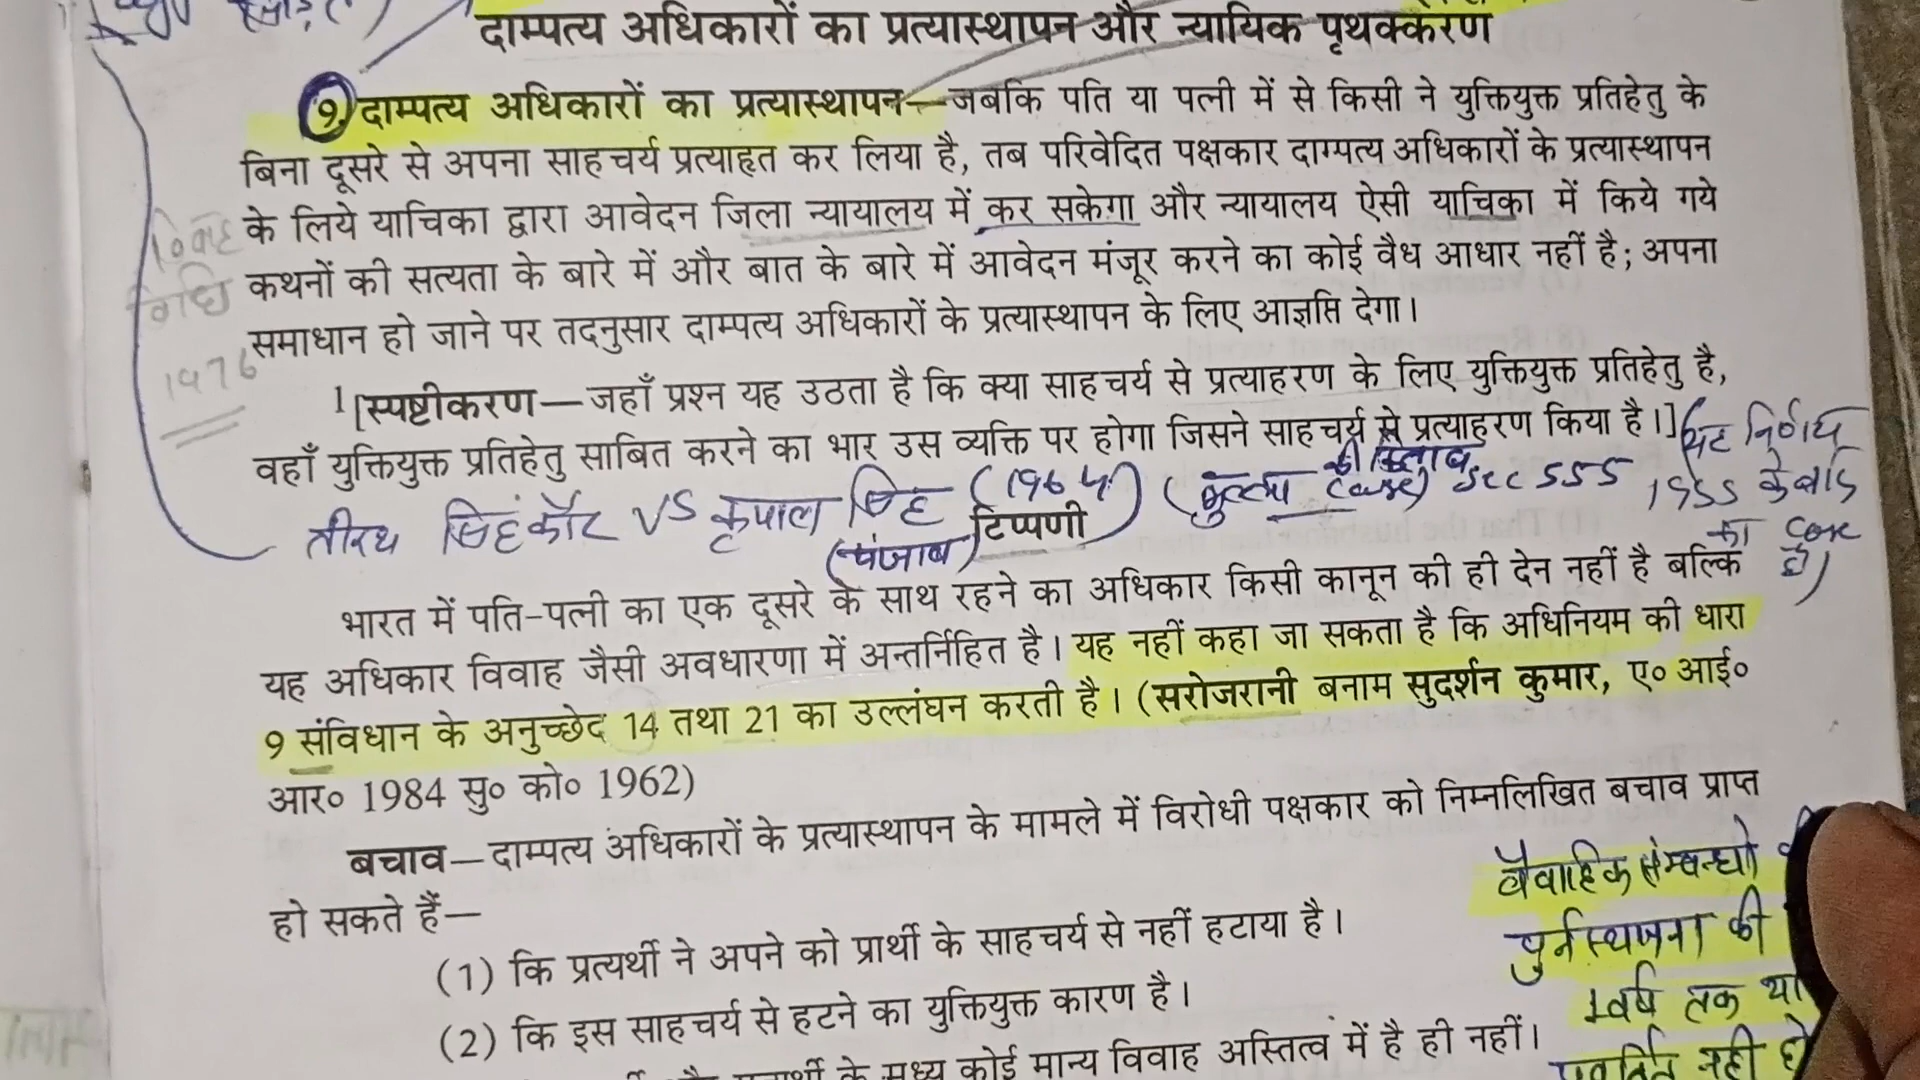 दाम्पत्य अधिकारों का प्रत्यास्थापन और न्यायिक पृथक्करण
9. दाम्पत्य अधिकारों का प्रत्यास्थापन—जबकि पति या पत्नी में से किसी ने युक्तियुक्त प्रतिहेतु के
बिना दूसरे से अपना साहचर्य प्रत्याहृत कर लिया है, तब परिवेदित पक्षकार दाम्पत्य अधिकारों के प्रत्यास्थापन
के लिये याचिका द्वारा आवेदन जिला न्यायालय में कर सकेगा और न्यायालय ऐसी याचिका में किये गये
कथनों की सत्यता के बारे में और बात के बारे में आवेदन मंजूर करने का कोई वैध आधार नहीं है; अपना
विधि
समाधान हो जाने पर तदनुसार दाम्पत्य अधिकारों के प्रत्यास्थापन के लिए आज्ञप्ति देगा।
1976
1[स्पष्टीकरण—जहाँ प्रश्न यह उठता है कि क्या साहचर्य से प्रत्याहरण के लिए युक्तियुक्त प्रतिहेतु है,
वहाँ युक्तियुक्त प्रतिहेतु साबित करने का भार उस व्यक्ति पर होगा जिसने साहचर्य से प्रत्याहरण किया है।]
यह निर्णय
1955 के बाद
का case
है)
तीरथ कौर VS कृपाल सिंह (1964) (मुल्ला की किताब case) Sec 555
(पंजाब)
टिप्पणी
भारत में पति-पत्नी का एक दूसरे के साथ रहने का अधिकार किसी कानून की ही देन नहीं है बल्कि
यह अधिकार विवाह जैसी अवधारणा में अन्तर्निहित है। यह नहीं कहा जा सकता है कि अधिनियम की धारा
9 संविधान के अनुच्छेद 14 तथा 21 का उल्लंघन करती है। (सरोजरानी बनाम सुदर्शन कुमार, ए० आई०
आर० 1984 सु० को० 1962)
बचाव—दाम्पत्य अधिकारों के प्रत्यास्थापन के मामले में विरोधी पक्षकार को निम्नलिखित बचाव प्राप्त
हो सकते हैं—
(1) कि प्रत्यर्थी ने अपने को प्रार्थी के साहचर्य से नहीं हटाया है।
(2) कि इस साहचर्य से हटने का युक्तियुक्त कारण है।
के मध्य कोई मान्य विवाह अस्तित्व में है ही नहीं।
वैवाहिक संम्बन्धो
पुर्नस्थापना की
1 वर्ष तक
नही